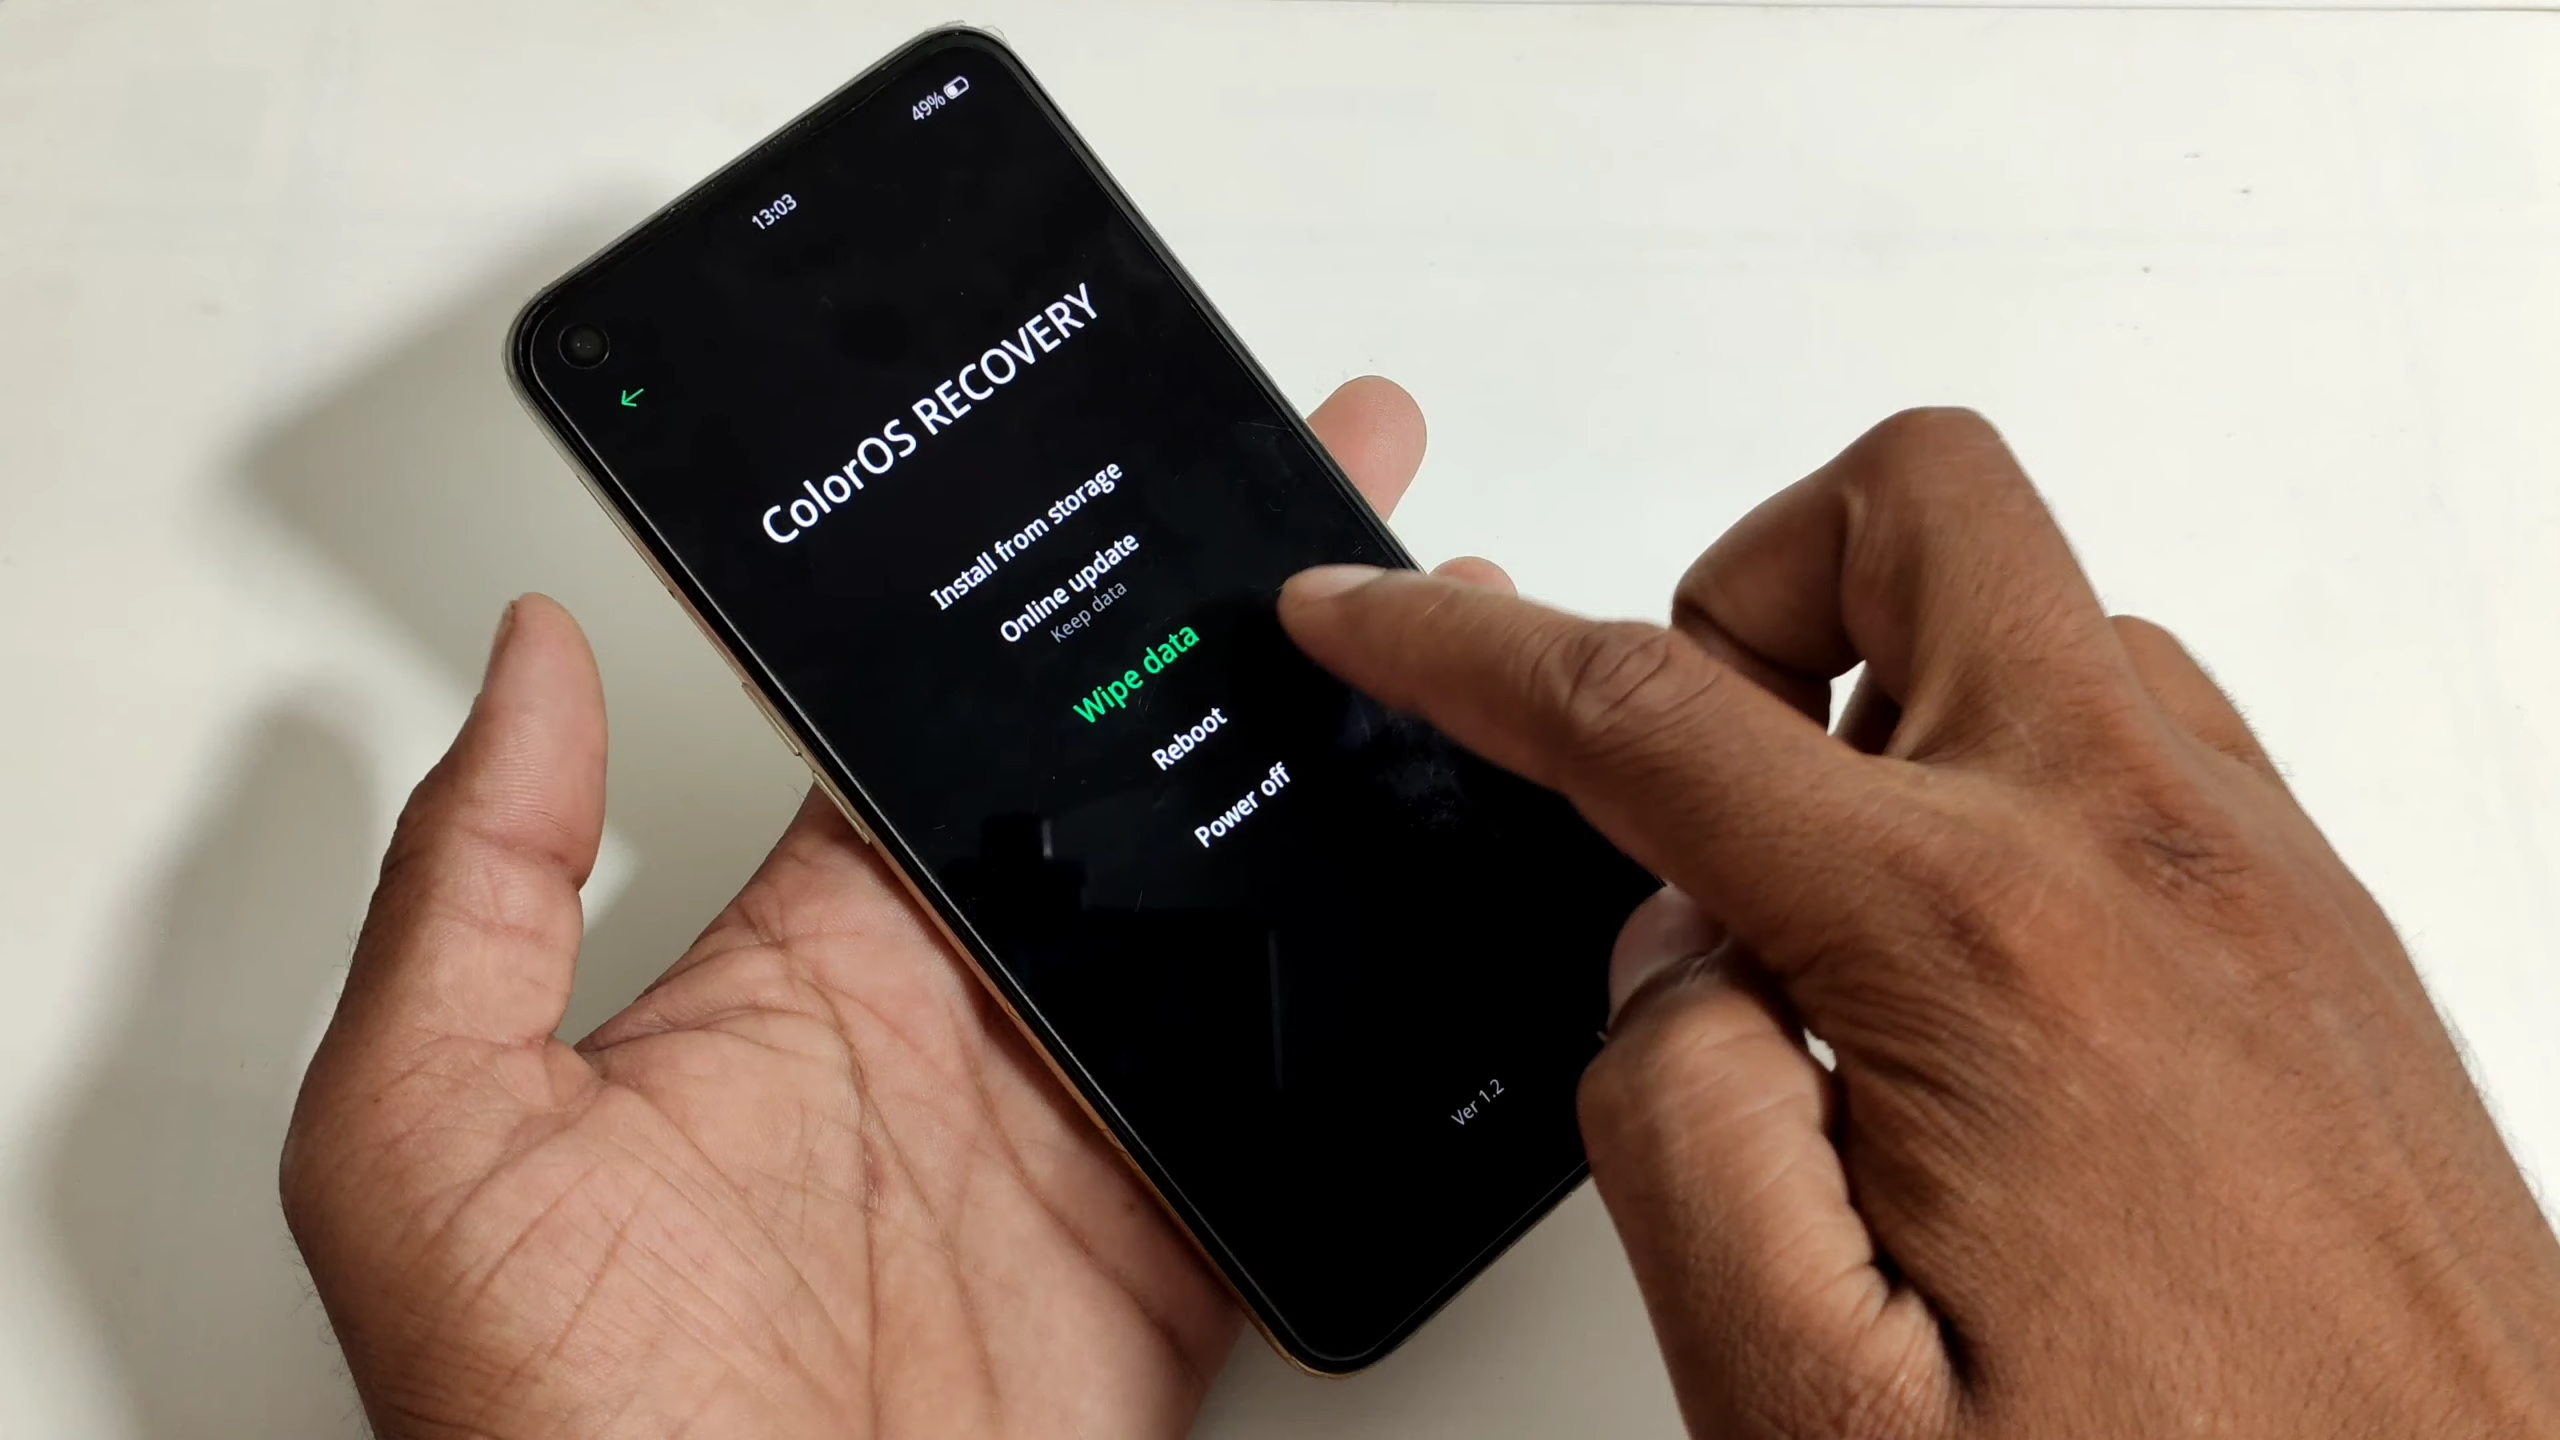 49%
13:03
ColorOS RECOVERY
Install from storage
Online update
Keep data
Wipe data
Reboot
Power off
Ver 1.2